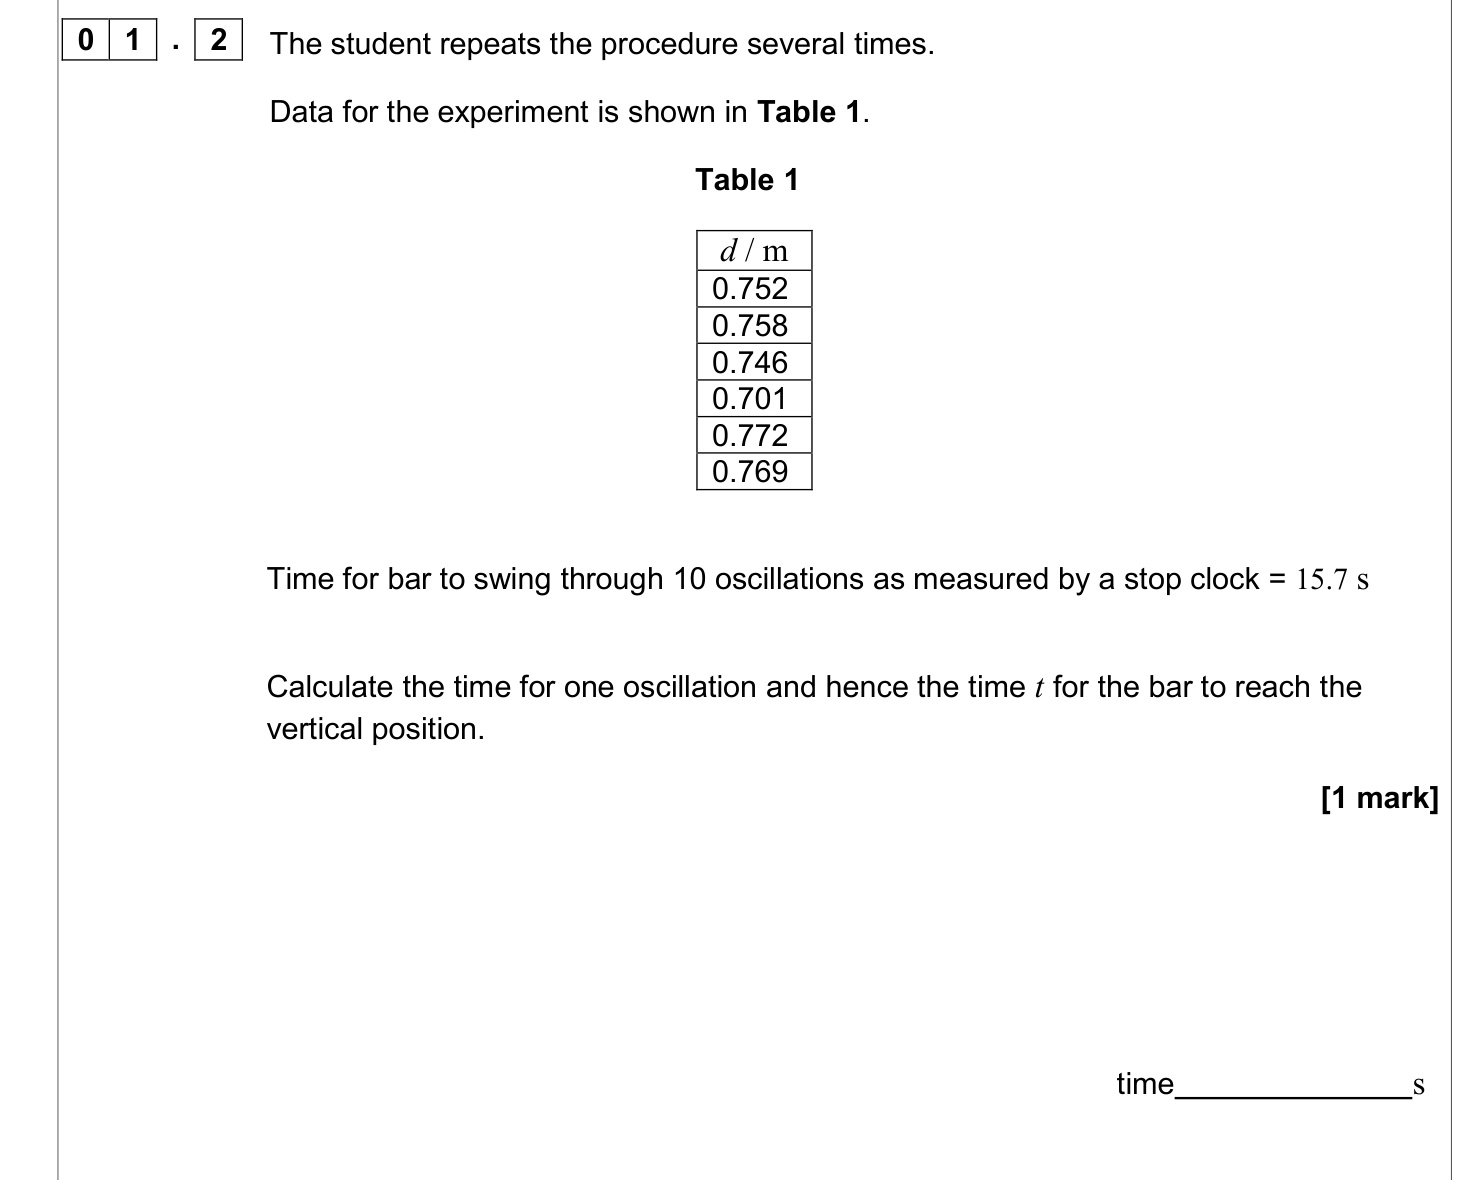 0 1 . 2 The student repeats the procedure several times.
Data for the experiment is shown in Table 1.
Table 1
d / m
0.752
0.758
0.746
0.701
0.772
0.769
Time for bar to swing through 10 oscillations as measured by a stop clock = 15.7 s
Calculate the time for one oscillation and hence the time t for the bar to reach the
vertical position.
[1 mark]
time_______________s